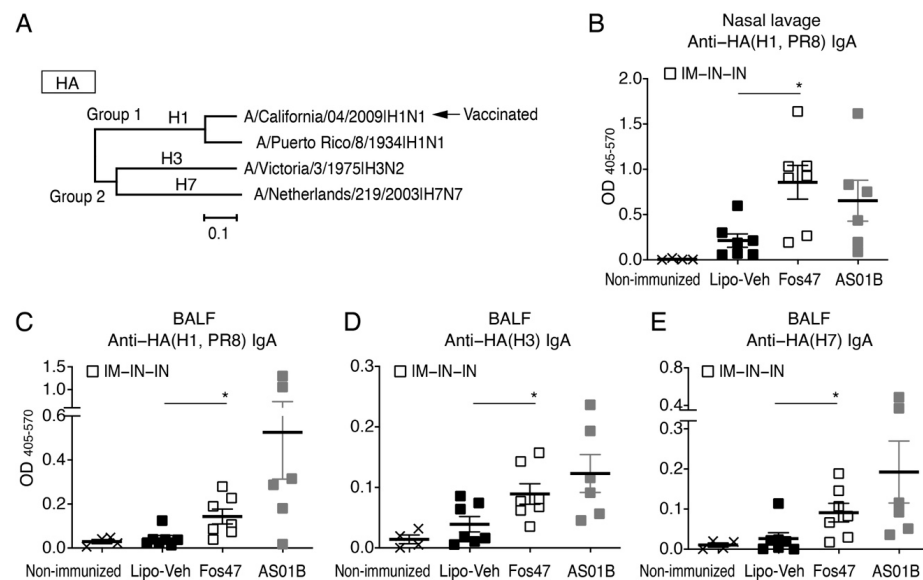 A
HA
Group 1
H1
A/California/04/2009|H1N1
Vaccinated
A/Puerto Rico/8/1934|H1N1
H3
A/Victoria/3/1975|H3N2
Group 2
H7
A/Netherlands/219/2003|H7N7
0.1
B
Nasal lavage
Anti–HA(H1, PR8) IgA
IM–IN–IN
*
2.0
1.5
1.0
0.5
0.0
OD 405-570
Non-immunized
Lipo-Veh
Fos47
AS01B
C
BALF
Anti–HA(H1, PR8) IgA
IM–IN–IN
*
1.5
1.0
0.6
0.4
0.2
0.0
OD 405-570
Non-immunized
Lipo-Veh
Fos47
AS01B
D
BALF
Anti–HA(H3) IgA
IM–IN–IN
*
0.3
0.2
0.1
0.0
Non-immunized
Lipo-Veh
Fos47
AS01B
E
BALF
Anti–HA(H7) IgA
IM–IN–IN
*
0.8
0.4
0.3
0.2
0.1
0.0
Non-immunized
Lipo-Veh
Fos47
AS01B